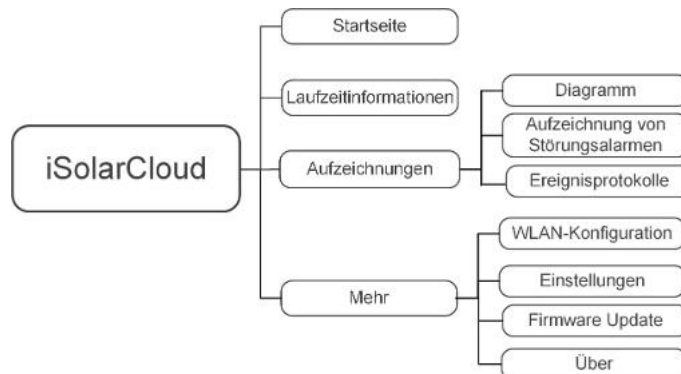 Startseite
Laufzeitinformationen
iSolarCloud
Aufzeichnungen
Diagramm
Aufzeichnung von
Störungsalarmen
Ereignisprotokolle
Mehr
WLAN-Konfiguration
Einstellungen
Firmware Update
Über